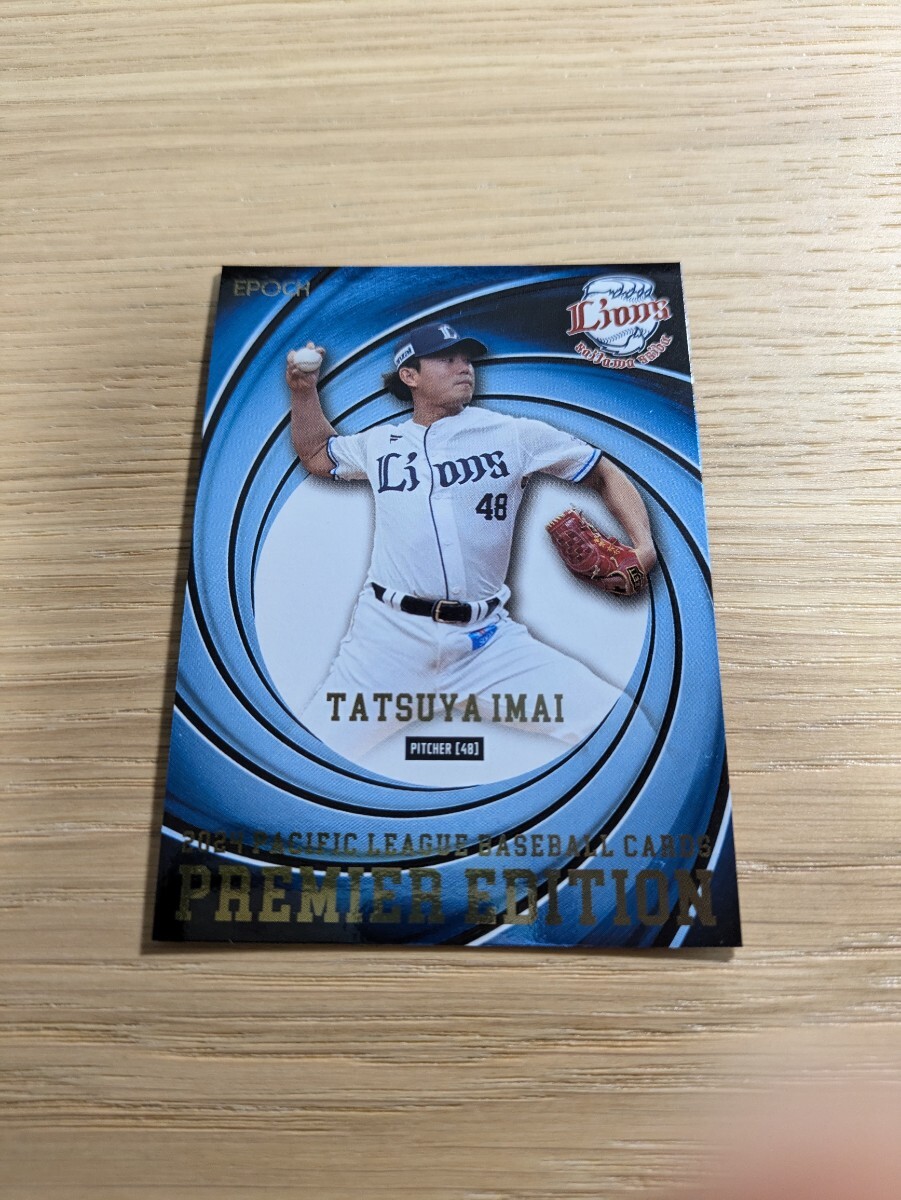 EPOCH
Lions
Saitama Seibu
L
Lions
48
TATSUYA IMAI
PITCHER [48]
2024 PACIFIC LEAGUE BASEBALL CARDS
PREMIER EDITION